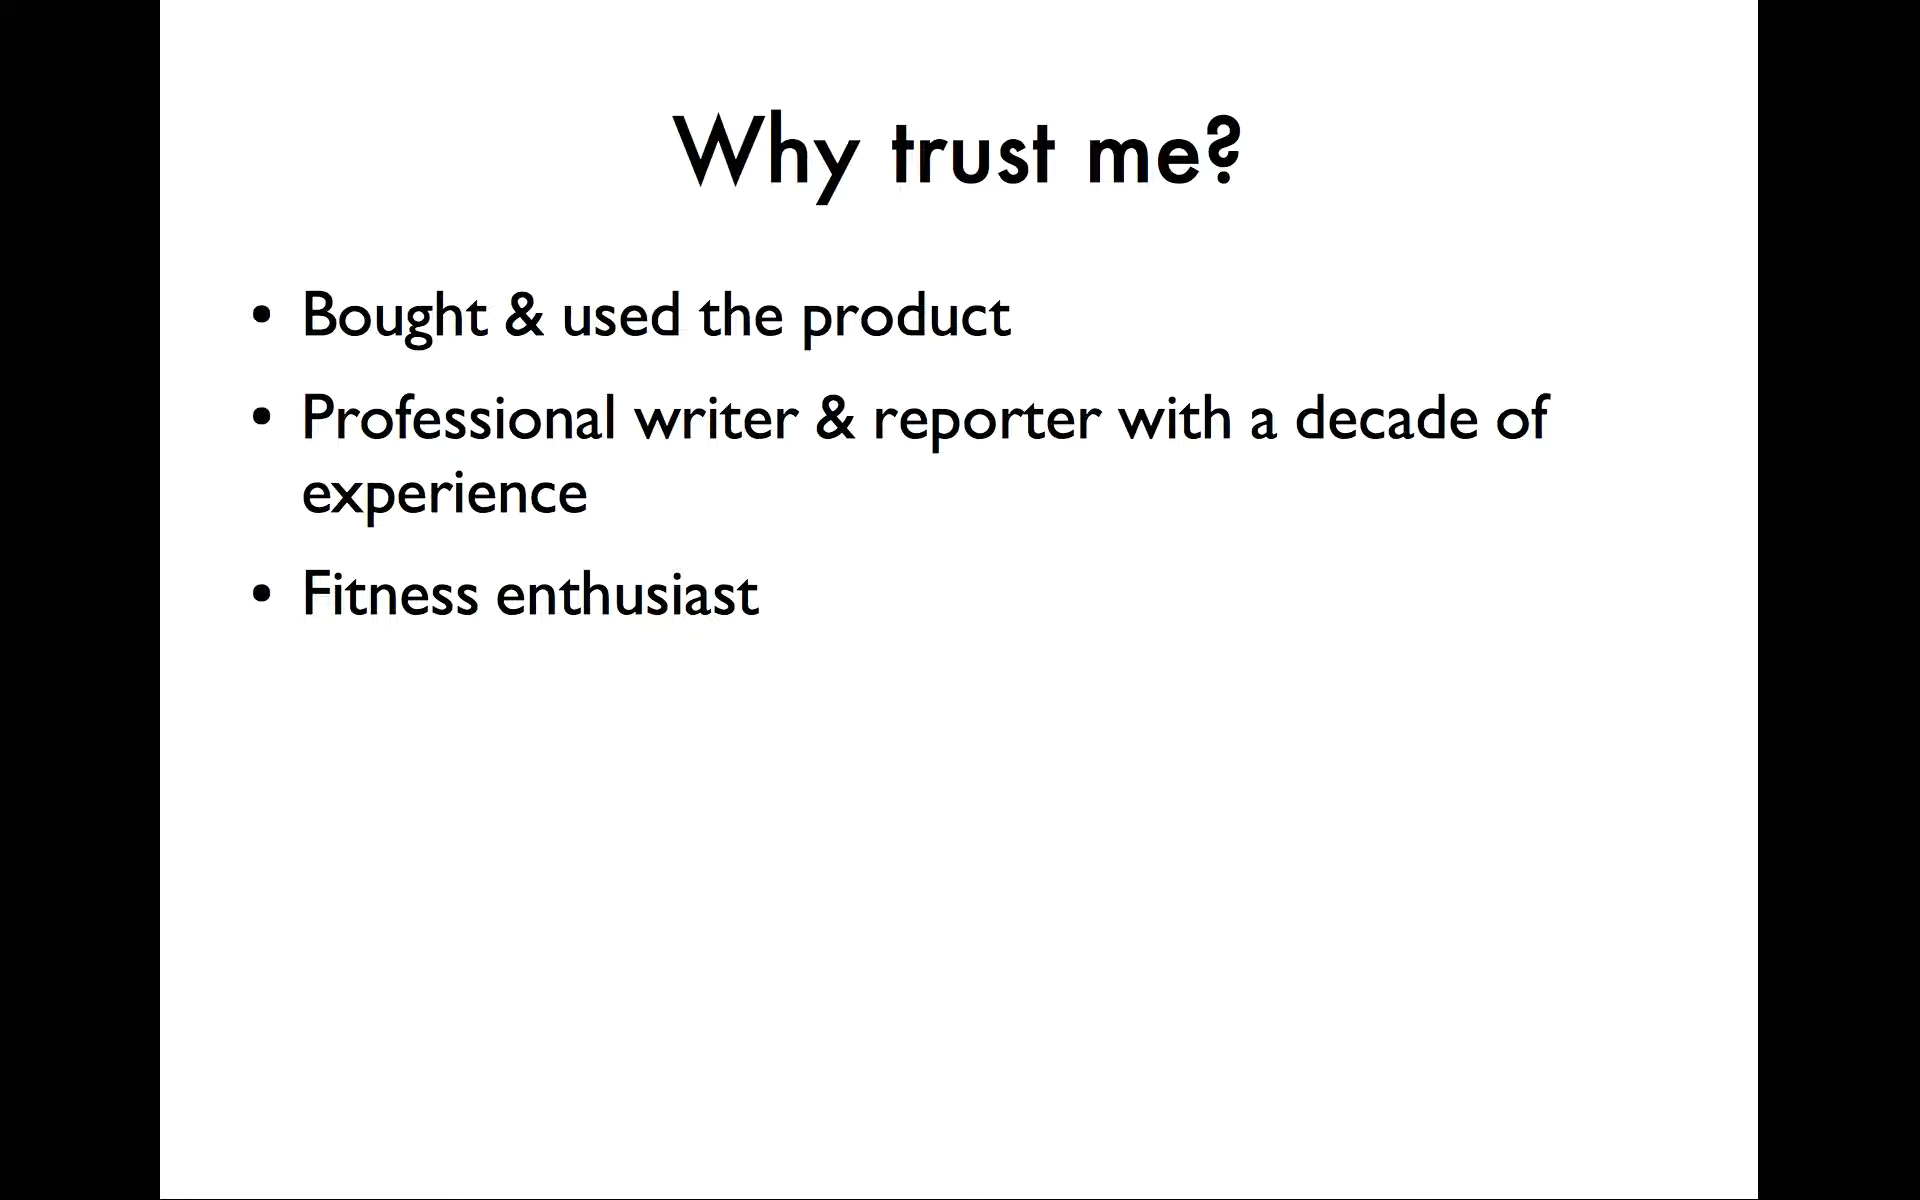 Why trust me?
• Bought & used the product
• Professional writer & reporter with a decade of
experience
• Fitness enthusiast